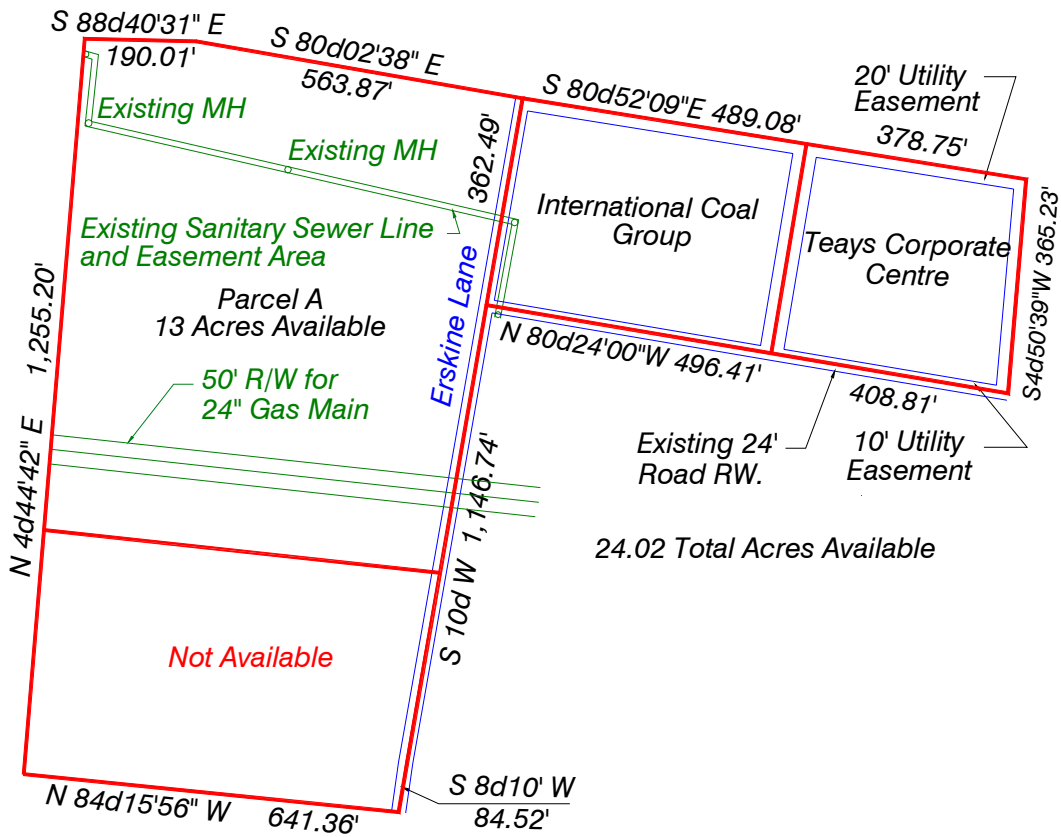 S 88d40'31" E
190.01'
S 80d02'38" E
563.87'
S 80d52'09"E 489.08'
378.75'
20' Utility
Easement
Existing MH
Existing MH
362.49'
International Coal
Group
Teays Corporate
Centre
S4d50'39"W 365.23'
Existing Sanitary Sewer Line
and Easement Area
Parcel A
13 Acres Available
Erskine Lane
N 80d24'00"W 496.41'
408.81'
50' R/W for
24" Gas Main
Existing 24'
Road RW.
10' Utility
Easement
N 4d44'42" E 1,255.20'
S 10d W 1,146.74'
24.02 Total Acres Available
Not Available
N 84d15'56" W 641.36'
S 8d10' W
84.52'